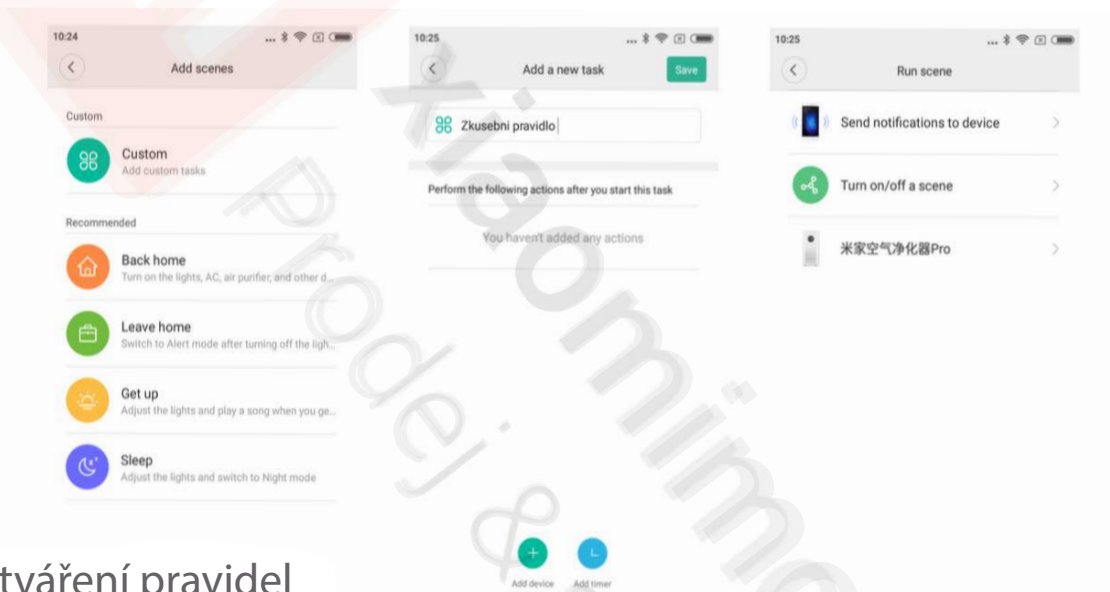 10:24
Add scenes
Custom
Custom
Add custom tasks
Recommended
Back home
Turn on the lights, AC, air purifier, and other d...
Leave home
Switch to Alert mode after turning off the ligh...
Get up
Adjust the lights and play a song when you ge...
Sleep
Adjust the lights and switch to Night mode
10:25
Add a new task
Save
Zkusebni pravidlo
Perform the following actions after you start this task
You haven't added any actions
Add device
Add timer
10:25
Run scene
Send notifications to device
Turn on/off a scene
米家空气净化器Pro
tváření pravidel
xiaomimo
Prodej &